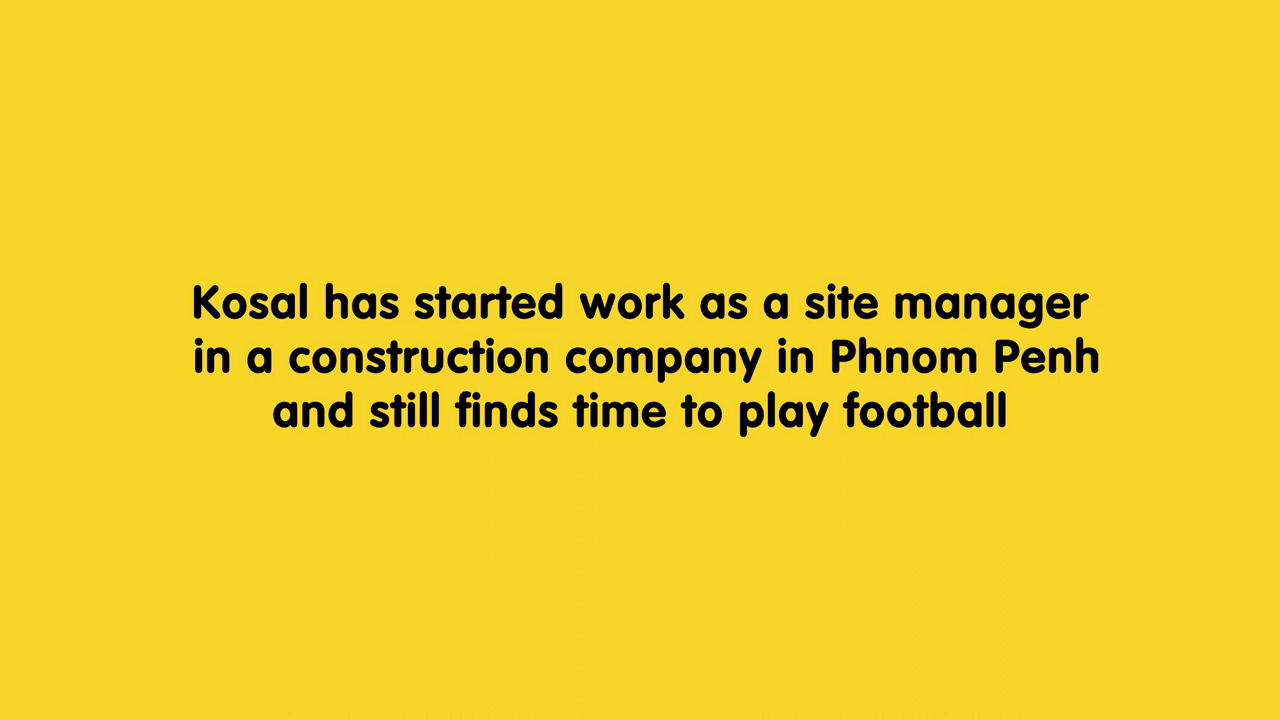 Kosal has started work as a site manager
in a construction company in Phnom Penh
and still finds time to play football